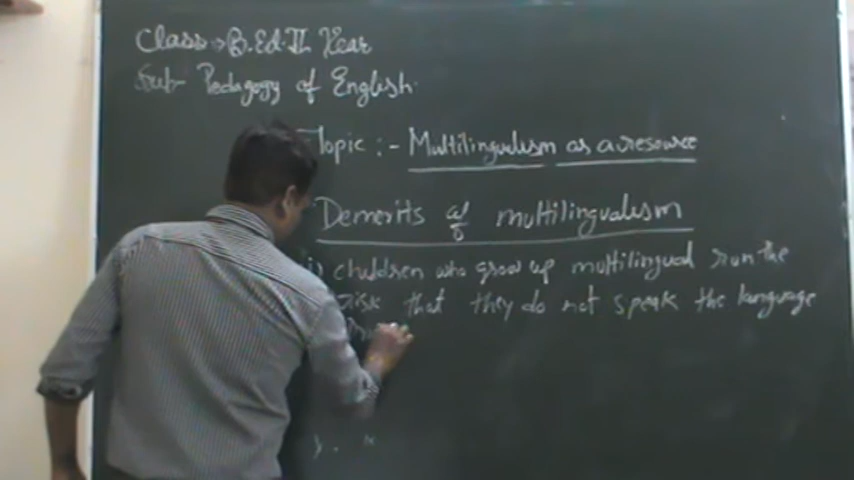 Class:- B.Ed. II Year
Sub- Pedagogy of English.
Topic :- Multilingualism as a resource
Demerits of multilingualism
i) children who grow up multilingual run the
risk that they do not speak the language